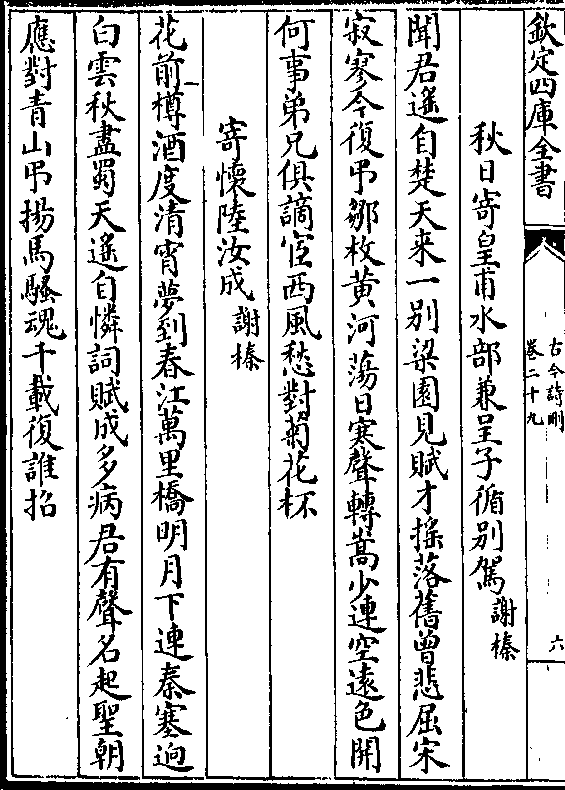 欽定四庫全書
古今詩刪
卷二十九
六
秋日寄皇甫水部兼呈子循别駕 謝榛
聞君遙自楚天来一别梁園見賦才揺落舊曾悲屈宋
寂寥今復弔鄒枚黄河蕩日寒聲轉嵩少連空遠色開
何事弟兄俱謫宦西風愁對菊花杯
寄懷陸汝成 謝榛
花前樽酒度清宵夢到春江萬里橋明月下連秦塞逈
白雲秋盡蜀天遙自憐詞賦成多病君有聲名起聖朝
應對青山弔揚馬騷魂千載復誰招